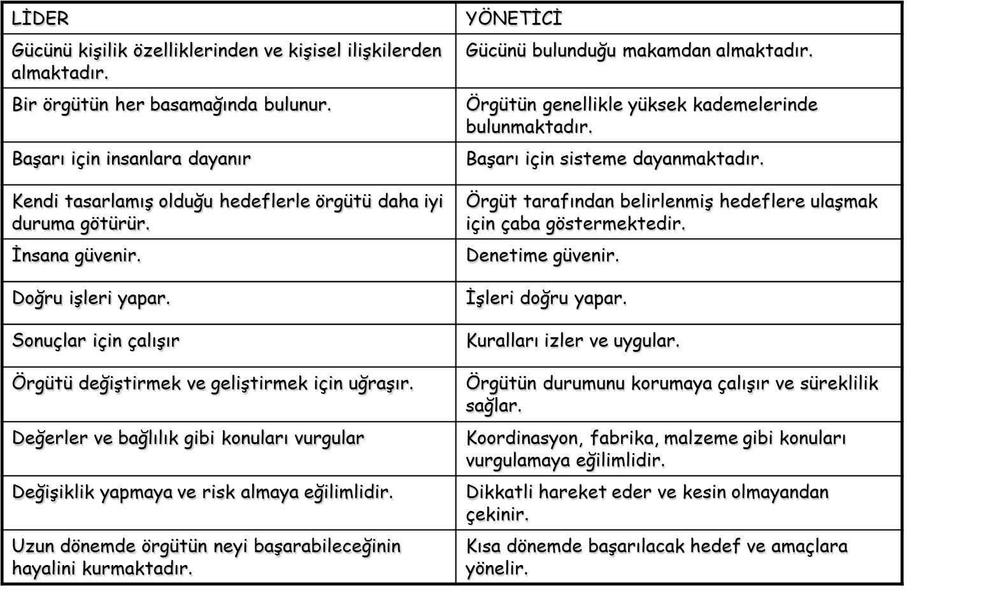 LİDER
YÖNETİCİ
Gücünü kişilik özelliklerinden ve kişisel ilişkilerden
almaktadır.
Gücünü bulunduğu makamdan almaktadır.
Bir örgütün her basamağında bulunur.
Örgütün genellikle yüksek kademelerinde
bulunmaktadır.
Başarı için insanlara dayanır
Başarı için sisteme dayanmaktadır.
Kendi tasarlamış olduğu hedeflerle örgütü daha iyi
duruma götürür.
Örgüt tarafından belirlenmiş hedeflere ulaşmak
için çaba göstermektedir.
İnsana güvenir.
Denetime güvenir.
Doğru işleri yapar.
İşleri doğru yapar.
Sonuçlar için çalışır
Kuralları izler ve uygular.
Örgütü değiştirmek ve geliştirmek için uğraşır.
Örgütün durumunu korumaya çalışır ve süreklilik
sağlar.
Değerler ve bağlılık gibi konuları vurgular
Koordinasyon, fabrika, malzeme gibi konuları
vurgulamaya eğilimlidir.
Değişiklik yapmaya ve risk almaya eğilimlidir.
Dikkatli hareket eder ve kesin olmayandan
çekinir.
Uzun dönemde örgütün neyi başarabileceğinin
hayalini kurmaktadır.
Kısa dönemde başarılacak hedef ve amaçlara
yönelir.